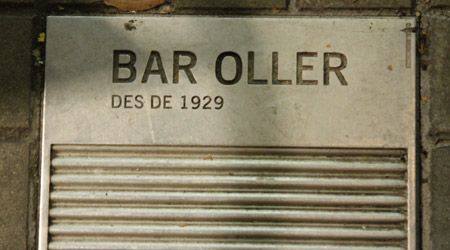 BAR OLLER
DES DE 1929